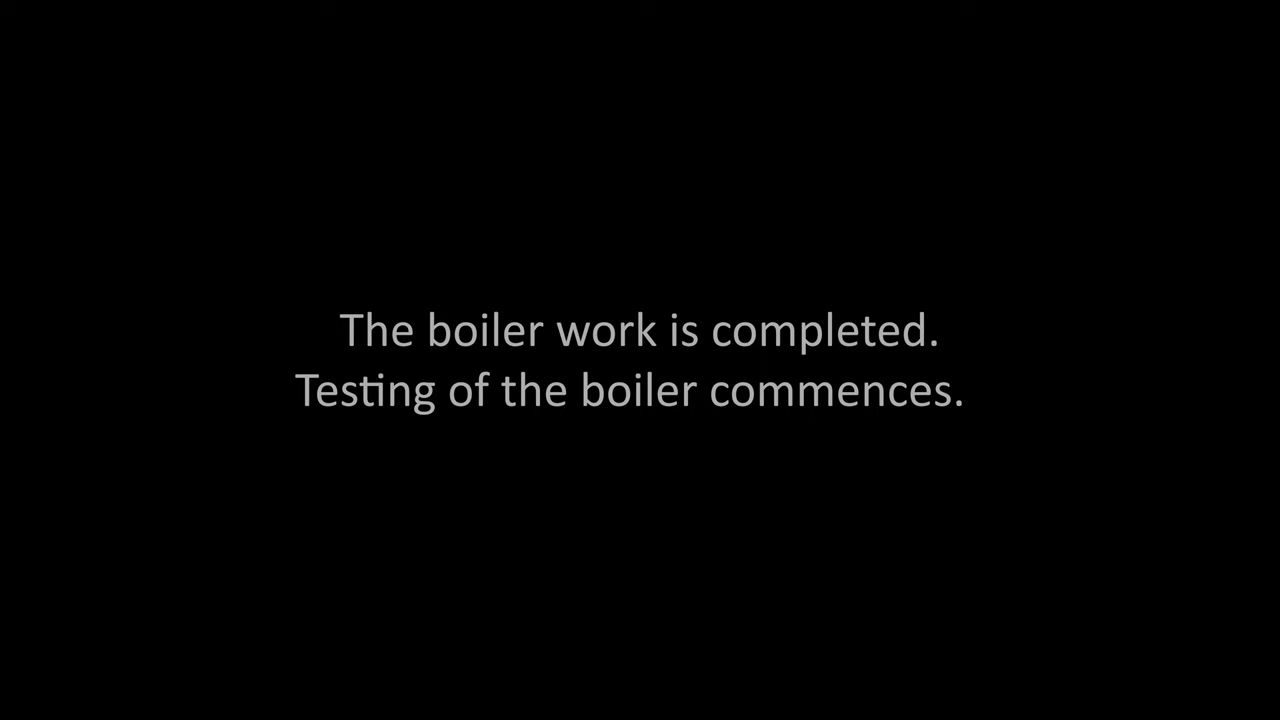 The boiler work is completed.
Testing of the boiler commences.